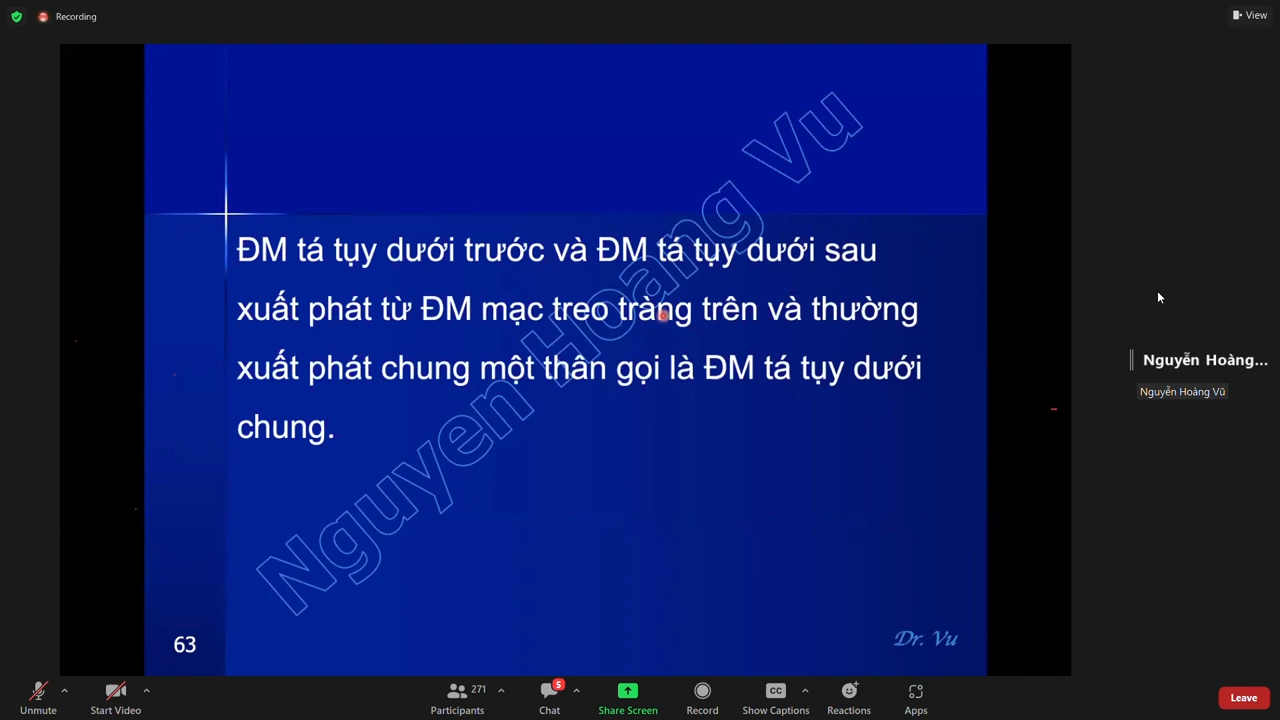 Recording
View
Nguyen Hoang Vu
ĐM tá tụy dưới trước và ĐM tá tụy dưới sau
xuất phát từ ĐM mạc treo tràng trên và thường
xuất phát chung một thân gọi là ĐM tá tụy dưới
chung.
63
Dr. Vu
Nguyễn Hoàng...
Nguyễn Hoàng Vũ
Unmute
Start Video
271
Participants
5
Chat
Share Screen
Record
CC
Show Captions
Reactions
Apps
Leave